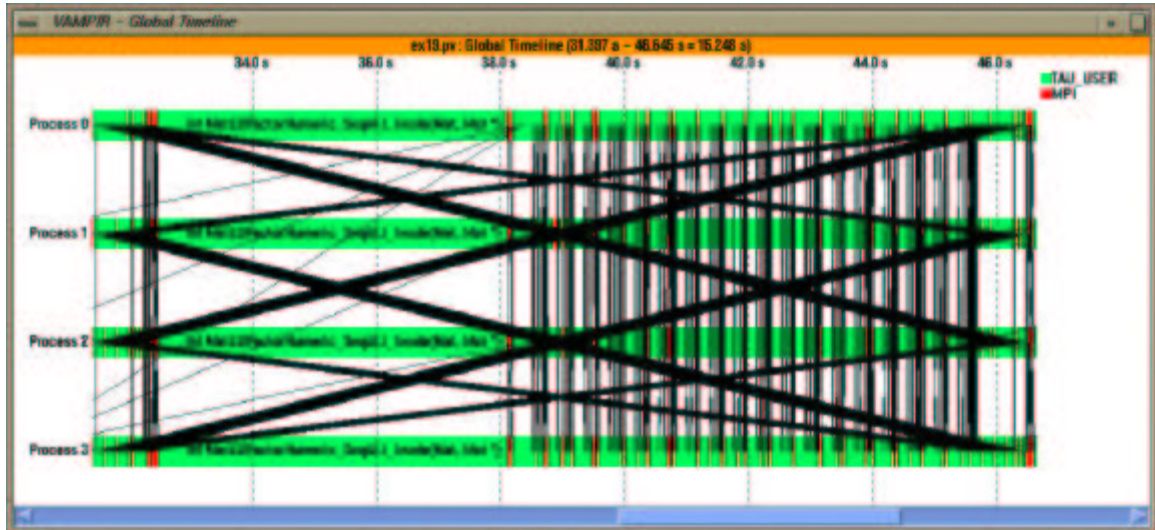 VAMPIR - Global Timeline
ex19.pv : Global Timeline (31.397 s - 46.645 s = 15.248 s)
34.0 s 36.0 s 38.0 s 40.0 s 42.0 s 44.0 s 46.0 s
TAU_USER
MPI
Process 0
Process 1
Process 2
Process 3